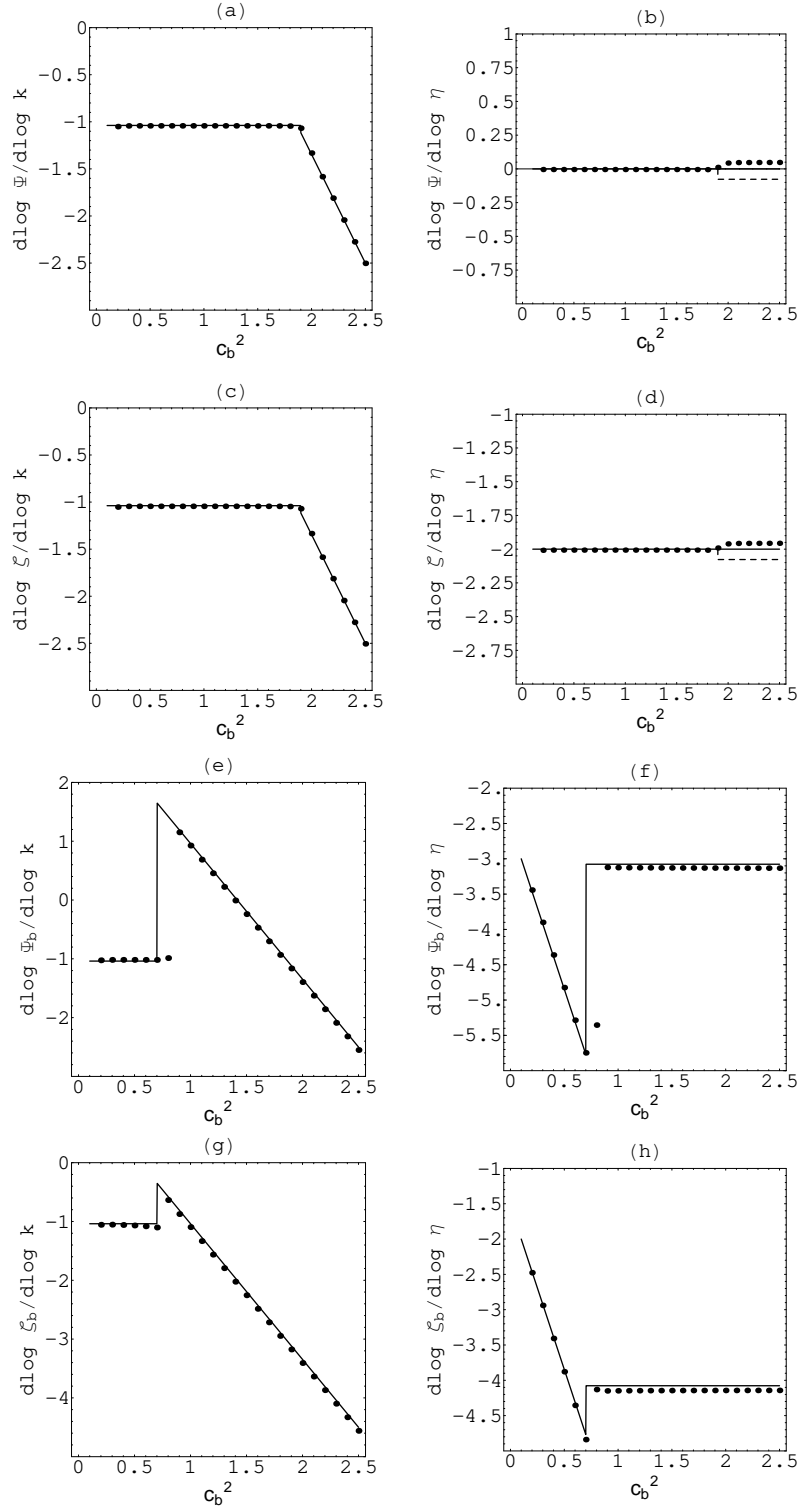 (a)
dlog Ψ/dlog k
0
−0.5
−1
−1.5
−2
−2.5
0 0.5 1 1.5 2 2.5
c_b^2
(b)
dlog Ψ/dlog η
1
0.75
0.5
0.25
0
−0.25
−0.5
−0.75
0 0.5 1 1.5 2 2.5
c_b^2
(c)
dlog ζ/dlog k
0
−0.5
−1
−1.5
−2
−2.5
0 0.5 1 1.5 2 2.5
c_b^2
(d)
dlog ζ/dlog η
−1
−1.25
−1.5
−1.75
−2
−2.25
−2.5
−2.75
0 0.5 1 1.5 2 2.5
c_b^2
(e)
dlog Ψ_b/dlog k
2
1
0
−1
−2
0 0.5 1 1.5 2 2.5
c_b^2
(f)
dlog Ψ_b/dlog η
−2.
−2.5
−3.
−3.5
−4.
−4.5
−5.
−5.5
0 0.5 1 1.5 2 2.5
c_b^2
(g)
dlog ζ_b/dlog k
0
−1
−2
−3
−4
0 0.5 1 1.5 2 2.5
c_b^2
(h)
dlog ζ_b/dlog η
−1
−1.5
−2
−2.5
−3
−3.5
−4
−4.5
0 0.5 1 1.5 2 2.5
c_b^2